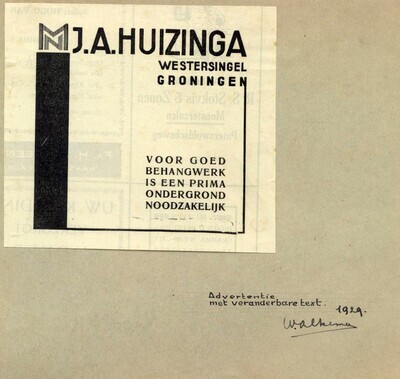 J.A. HUIZINGA
WESTERSINGEL
GRONINGEN
VOOR GOED
BEHANGWERK
IS EEN PRIMA
ONDERGROND
NOODZAKELIJK
Advertentie
met veranderbare text. 1929.